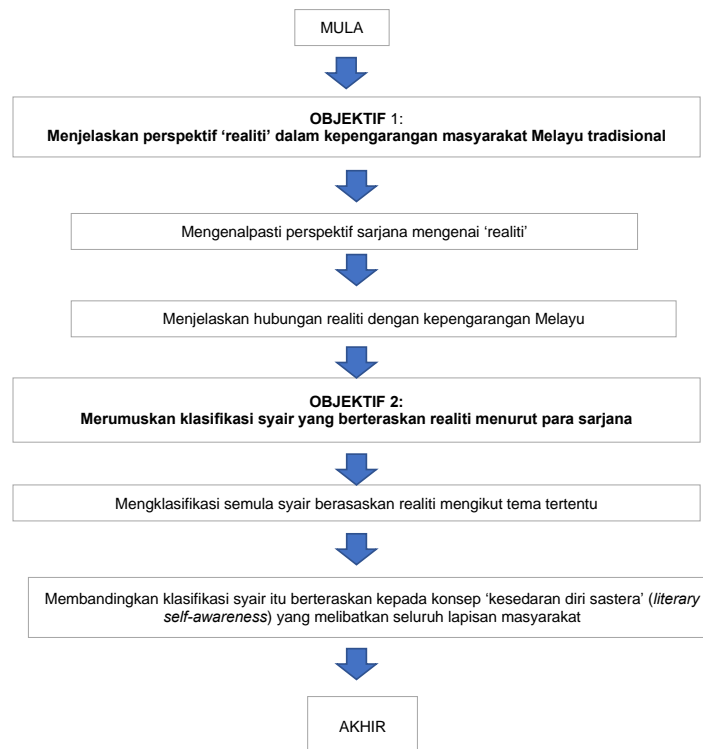 MULA
OBJEKTIF 1:
Menjelaskan perspektif ‘realiti’ dalam kepengarangan masyarakat Melayu tradisional
Mengenalpasti perspektif sarjana mengenai ‘realiti’
Menjelaskan hubungan realiti dengan kepengarangan Melayu
OBJEKTIF 2:
Merumuskan klasifikasi syair yang berteraskan realiti menurut para sarjana
Mengklasifikasi semula syair berasaskan realiti mengikut tema tertentu
Membandingkan klasifikasi syair itu berteraskan kepada konsep ‘kesedaran diri sastera’ (literary
self-awareness) yang melibatkan seluruh lapisan masyarakat
AKHIR